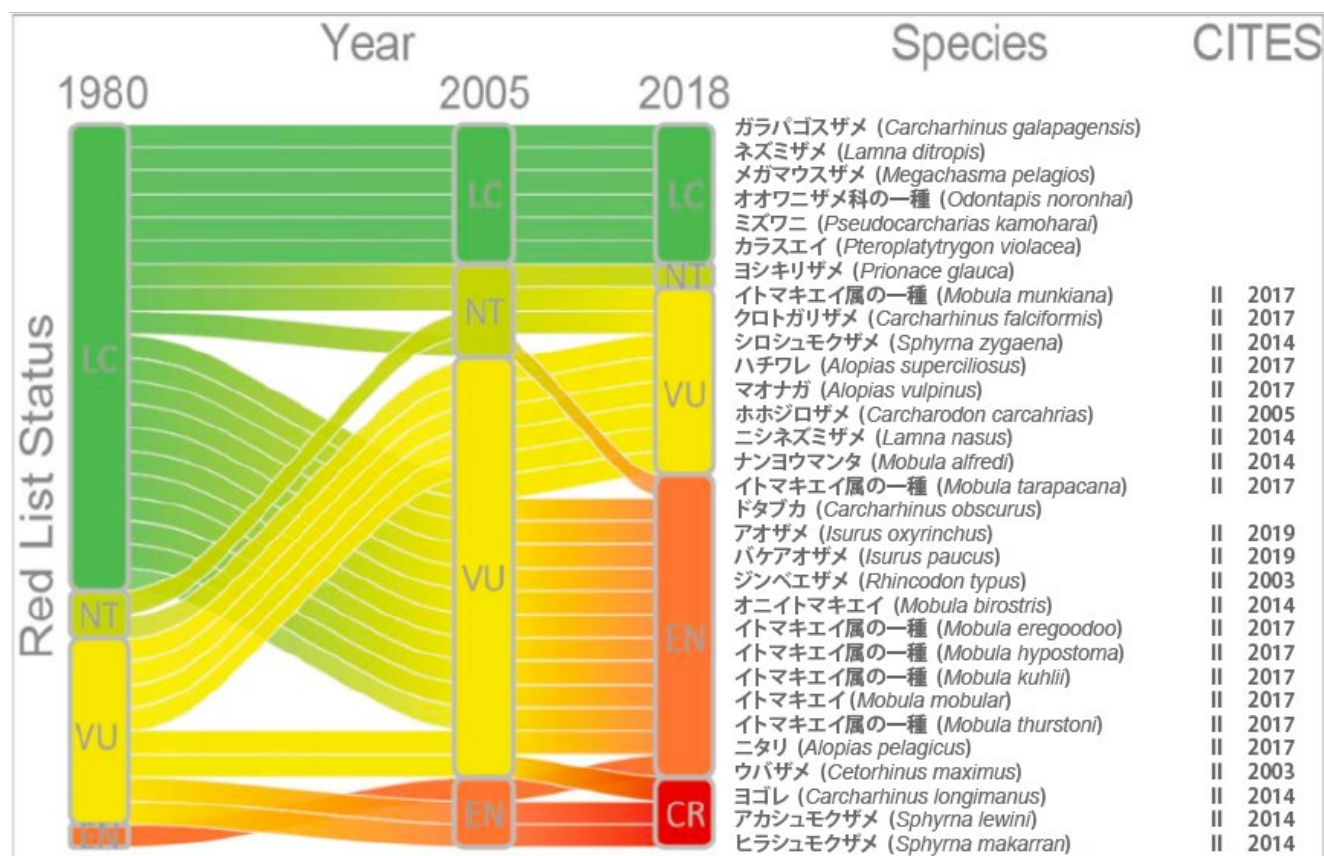 Year Species CITES
1980 2005 2018
Red List Status
LC
NT
VU
EN
LC
NT
VU
EN
LC
NT
VU
EN
CR
ガラパゴスザメ (Carcharhinus galapagensis)
ネズミザメ (Lamna ditropis)
メガマウスザメ (Megachasma pelagios)
オオワニザメ科の一種 (Odontapis noronhai)
ミズワニ (Pseudocarcharias kamoharai)
カラスエイ (Pteroplatytrygon violacea)
ヨシキリザメ (Prionace glauca)
イトマキエイ属の一種 (Mobula munkiana) II 2017
クロトガリザメ (Carcharhinus falciformis) II 2017
シロシュモクザメ (Sphyrna zygaena) II 2014
ハチワレ (Alopias superciliosus) II 2017
マオナガ (Alopias vulpinus) II 2017
ホホジロザメ (Carcharodon carcahrias) II 2005
ニシネズミザメ (Lamna nasus) II 2014
ナンヨウマンタ (Mobula alfredi) II 2014
イトマキエイ属の一種 (Mobula tarapacana) II 2017
ドタブカ (Carcharhinus obscurus)
アオザメ (Isurus oxyrinchus) II 2019
バケアオザメ (Isurus paucus) II 2019
ジンベエザメ (Rhincodon typus) II 2003
オニイトマキエイ (Mobula birostris) II 2014
イトマキエイ属の一種 (Mobula eregoodoo) II 2017
イトマキエイ属の一種 (Mobula hypostoma) II 2017
イトマキエイ属の一種 (Mobula kuhlii) II 2017
イトマキエイ (Mobula mobular) II 2017
イトマキエイ属の一種 (Mobula thurstoni) II 2017
ニタリ (Alopias pelagicus) II 2017
ウバザメ (Cetorhinus maximus) II 2003
ヨゴレ (Carcharhinus longimanus) II 2014
アカシュモクザメ (Sphyrna lewini) II 2014
ヒラシュモクザメ (Sphyrna makarran) II 2014